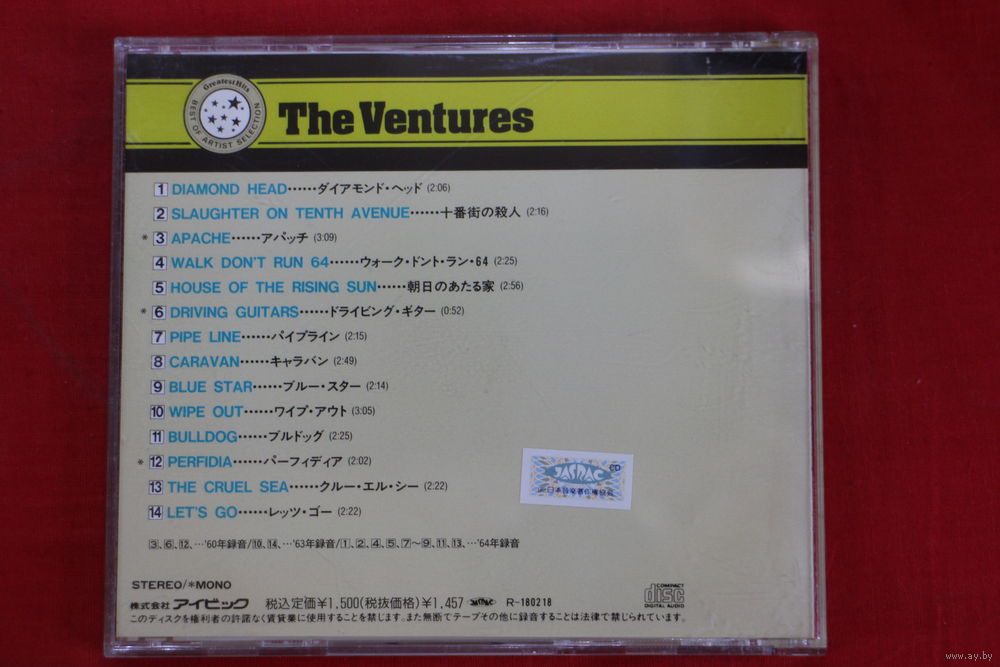 GreatestHits
BEST OF ARTIST SELECTION
The Ventures
1 DIAMOND HEAD……ダイアモンド・ヘッド (2:06)
2 SLAUGHTER ON TENTH AVENUE……十番街の殺人 (2:16)
* 3 APACHE……アパッチ (3:09)
4 WALK DON'T RUN 64……ウォーク・ドント・ラン・64 (2:25)
5 HOUSE OF THE RISING SUN……朝日のあたる家 (2:56)
* 6 DRIVING GUITARS……ドライビング・ギター (0:52)
7 PIPE LINE……パイプライン (2:15)
8 CARAVAN……キャラバン (2:49)
9 BLUE STAR……ブルー・スター (2:14)
10 WIPE OUT……ワイプ・アウト (3:05)
11 BULLDOG……ブルドッグ (2:25)
* 12 PERFIDIA……パーフィディア (2:02)
13 THE CRUEL SEA……クルー・エル・シー (2:22)
14 LET'S GO……レッツ・ゴー (2:22)
CD
JASRAC
3、6、12、…'60年録音/10、14、…'63年録音/1、2、4、5、7〜9、11、13、…'64年録音
STEREO/*MONO
株式会社 アイビック 税込定価¥1,500(税抜価格)¥1,457 JASRAC R-180218
COMPACT
disc
DIGITAL AUDIO
このディスクを権利者の許諾なく賃貸業に使用することを禁じます。また無断でテープその他に録音することは法律で禁じられています。
www.ay.by